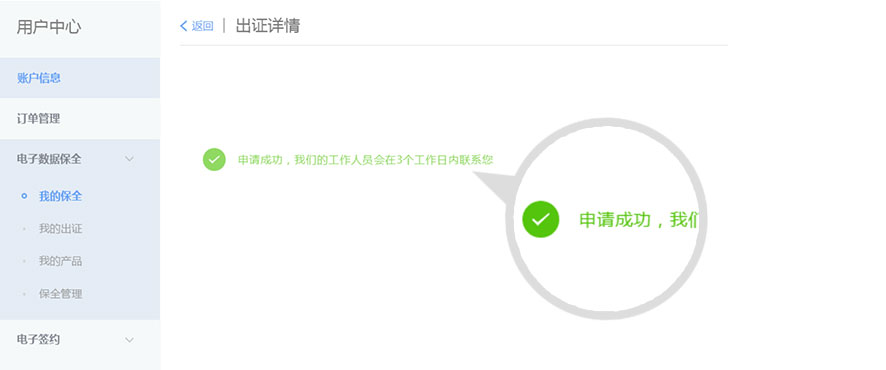 用户中心
账户信息
订单管理
电子数据保全
我的保全
我的出证
我的产品
保全管理
电子签约
返回 | 出证详情
申请成功，我们的工作人员会在3个工作日内联系您
申请成功，我们